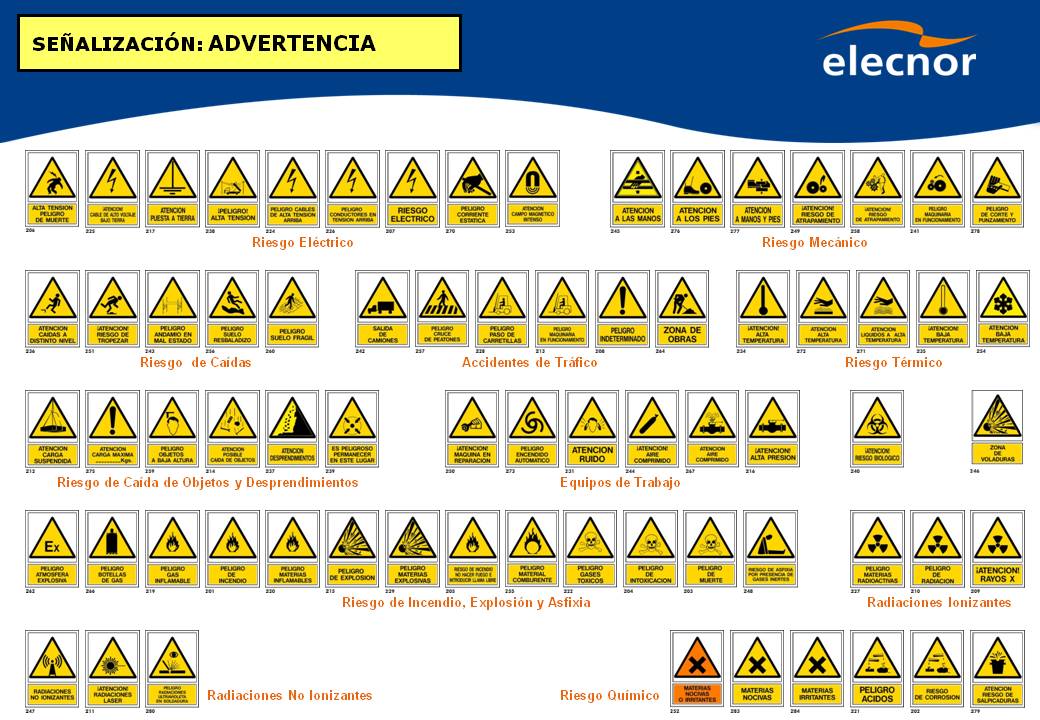 SEÑALIZACIÓN: ADVERTENCIA
elecnor
ALTA TENSION
PELIGRO
DE MUERTE
206
ATENCION!
CABLE DE ALTO VOLTAJE
BAJO TIERRA
225
ATENCION
PUESTA A TIERRA
217
¡PELIGRO!
ALTA TENSION
238
PELIGRO CABLES
DE ALTA TENSION
ARRIBA
224
PELIGRO
CONDUCTORES EN
TENSION ARRIBA
226
RIESGO
ELECTRICO
207
PELIGRO
CORRIENTE
ESTATICA
270
ATENCION
CAMPO MAGNETICO
INTENSO
253
Riesgo Eléctrico
ATENCION
A LAS MANOS
245
ATENCION
A LOS PIES
276
ATENCION
A MANOS Y PIES
277
¡ATENCION!
RIESGO DE
ATRAPAMIENTO
249
¡ATENCION!
RIESGO
DE ATRAPAMIENTO
258
PELIGRO
MAQUINARIA
EN FUNCIONAMIENTO
241
PELIGRO
DE CORTE Y
PUNZAMIENTO
278
Riesgo Mecánico
ATENCION
CAIDAS A
DISTINTO NIVEL
236
¡ATENCION!
RIESGO DE
TROPEZAR
251
PELIGRO
ANDAMIO EN
MAL ESTADO
243
PELIGRO
SUELO
RESBALADIZO
256
PELIGRO
SUELO FRAGIL
260
Riesgo de Caídas
SALIDA
DE
CAMIONES
242
PELIGRO
CRUCE
DE PEATONES
257
PELIGRO
PASO DE
CARRETILLAS
228
PELIGRO
MAQUINARIA
EN FUNCIONAMIENTO
213
PELIGRO
INDETERMINADO
208
ZONA DE
OBRAS
264
Accidentes de Tráfico
¡ATENCION!
ALTA
TEMPERATURA
234
ATENCION
ALTA
TEMPERATURA
272
ATENCION
LIQUIDOS A ALTA
TEMPERATURA
271
¡ATENCION!
BAJA
TEMPERATURA
235
ATENCION
BAJA
TEMPERATURA
254
Riesgo Térmico
ATENCION
CARGA
SUSPENDIDA
212
ATENCION
CARGA MAXIMA
............Kgs.
275
PELIGRO
OBJETOS
A BAJA ALTURA
259
ATENCION
POSIBLE
CAIDA DE OBJETOS
214
ATENCION
DESPRENDIMIENTOS
237
ES PELIGROSO
PERMANECER
EN ESTE LUGAR
239
Riesgo de Caída de Objetos y Desprendimientos
¡ATENCION!
MAQUINA EN
REPARACION
250
PELIGRO
ENCENDIDO
AUTOMATICO
273
ATENCION
RUIDO
231
¡ATENCION!
AIRE
COMPRIMIDO
244
ATENCION
AIRE
COMPRIMIDO
267
¡ATENCION!
ALTA PRESION
216
Equipos de Trabajo
¡ATENCION!
RIESGO BIOLOGICO
240
ZONA
DE
VOLADURAS
246
PELIGRO
ATMOSFERA
EXPLOSIVA
262
Ex
PELIGRO
BOTELLAS
DE GAS
266
PELIGRO
GAS
INFLAMABLE
219
PELIGRO
DE
INCENDIO
201
PELIGRO
MATERIAS
INFLAMABLES
220
PELIGRO
DE EXPLOSION
215
PELIGRO
MATERIAS
EXPLOSIVAS
229
RIESGO DE INCENDIO
NO HACER FUEGO E
INTRODUCIR LLAMA LIBRE
205
PELIGRO
MATERIAL
COMBURENTE
259
PELIGRO
GASES
TOXICOS
222
PELIGRO
DE
INTOXICACION
204
PELIGRO
DE
MUERTE
203
RIESGO DE ASFIXIA
POR PRESENCIA DE
GASES INERTES
248
Riesgo de Incendio, Explosión y Asfixia
PELIGRO
MATERIAS
RADIOACTIVAS
227
PELIGRO
DE
RADIACION
210
¡ATENCION!
RAYOS X
209
Radiaciones Ionizantes
RADIACIONES
NO IONIZANTES
247
¡ATENCION!
RADIACIONES
LASER
211
PELIGRO
RADIACIONES
ULTRAVIOLETA
EN SOLDADURA
280
Radiaciones No Ionizantes
Riesgo Químico
MATERIAS
NOCIVAS
O IRRITANTES
252
MATERIAS
NOCIVAS
283
MATERIAS
IRRITANTES
284
PELIGRO
ACIDOS
221
RIESGO
DE CORROSION
202
ATENCION
RIESGO DE
SALPICADURAS
279